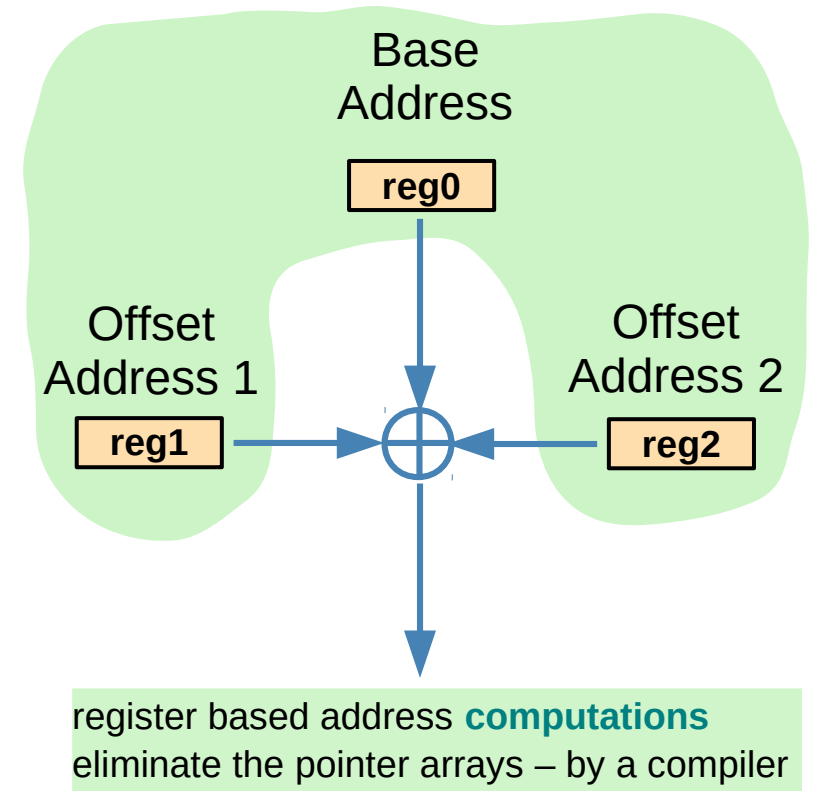 Base
Address
reg0
Offset
Address 1
reg1
Offset
Address 2
reg2
register based address computations
eliminate the pointer arrays – by a compiler